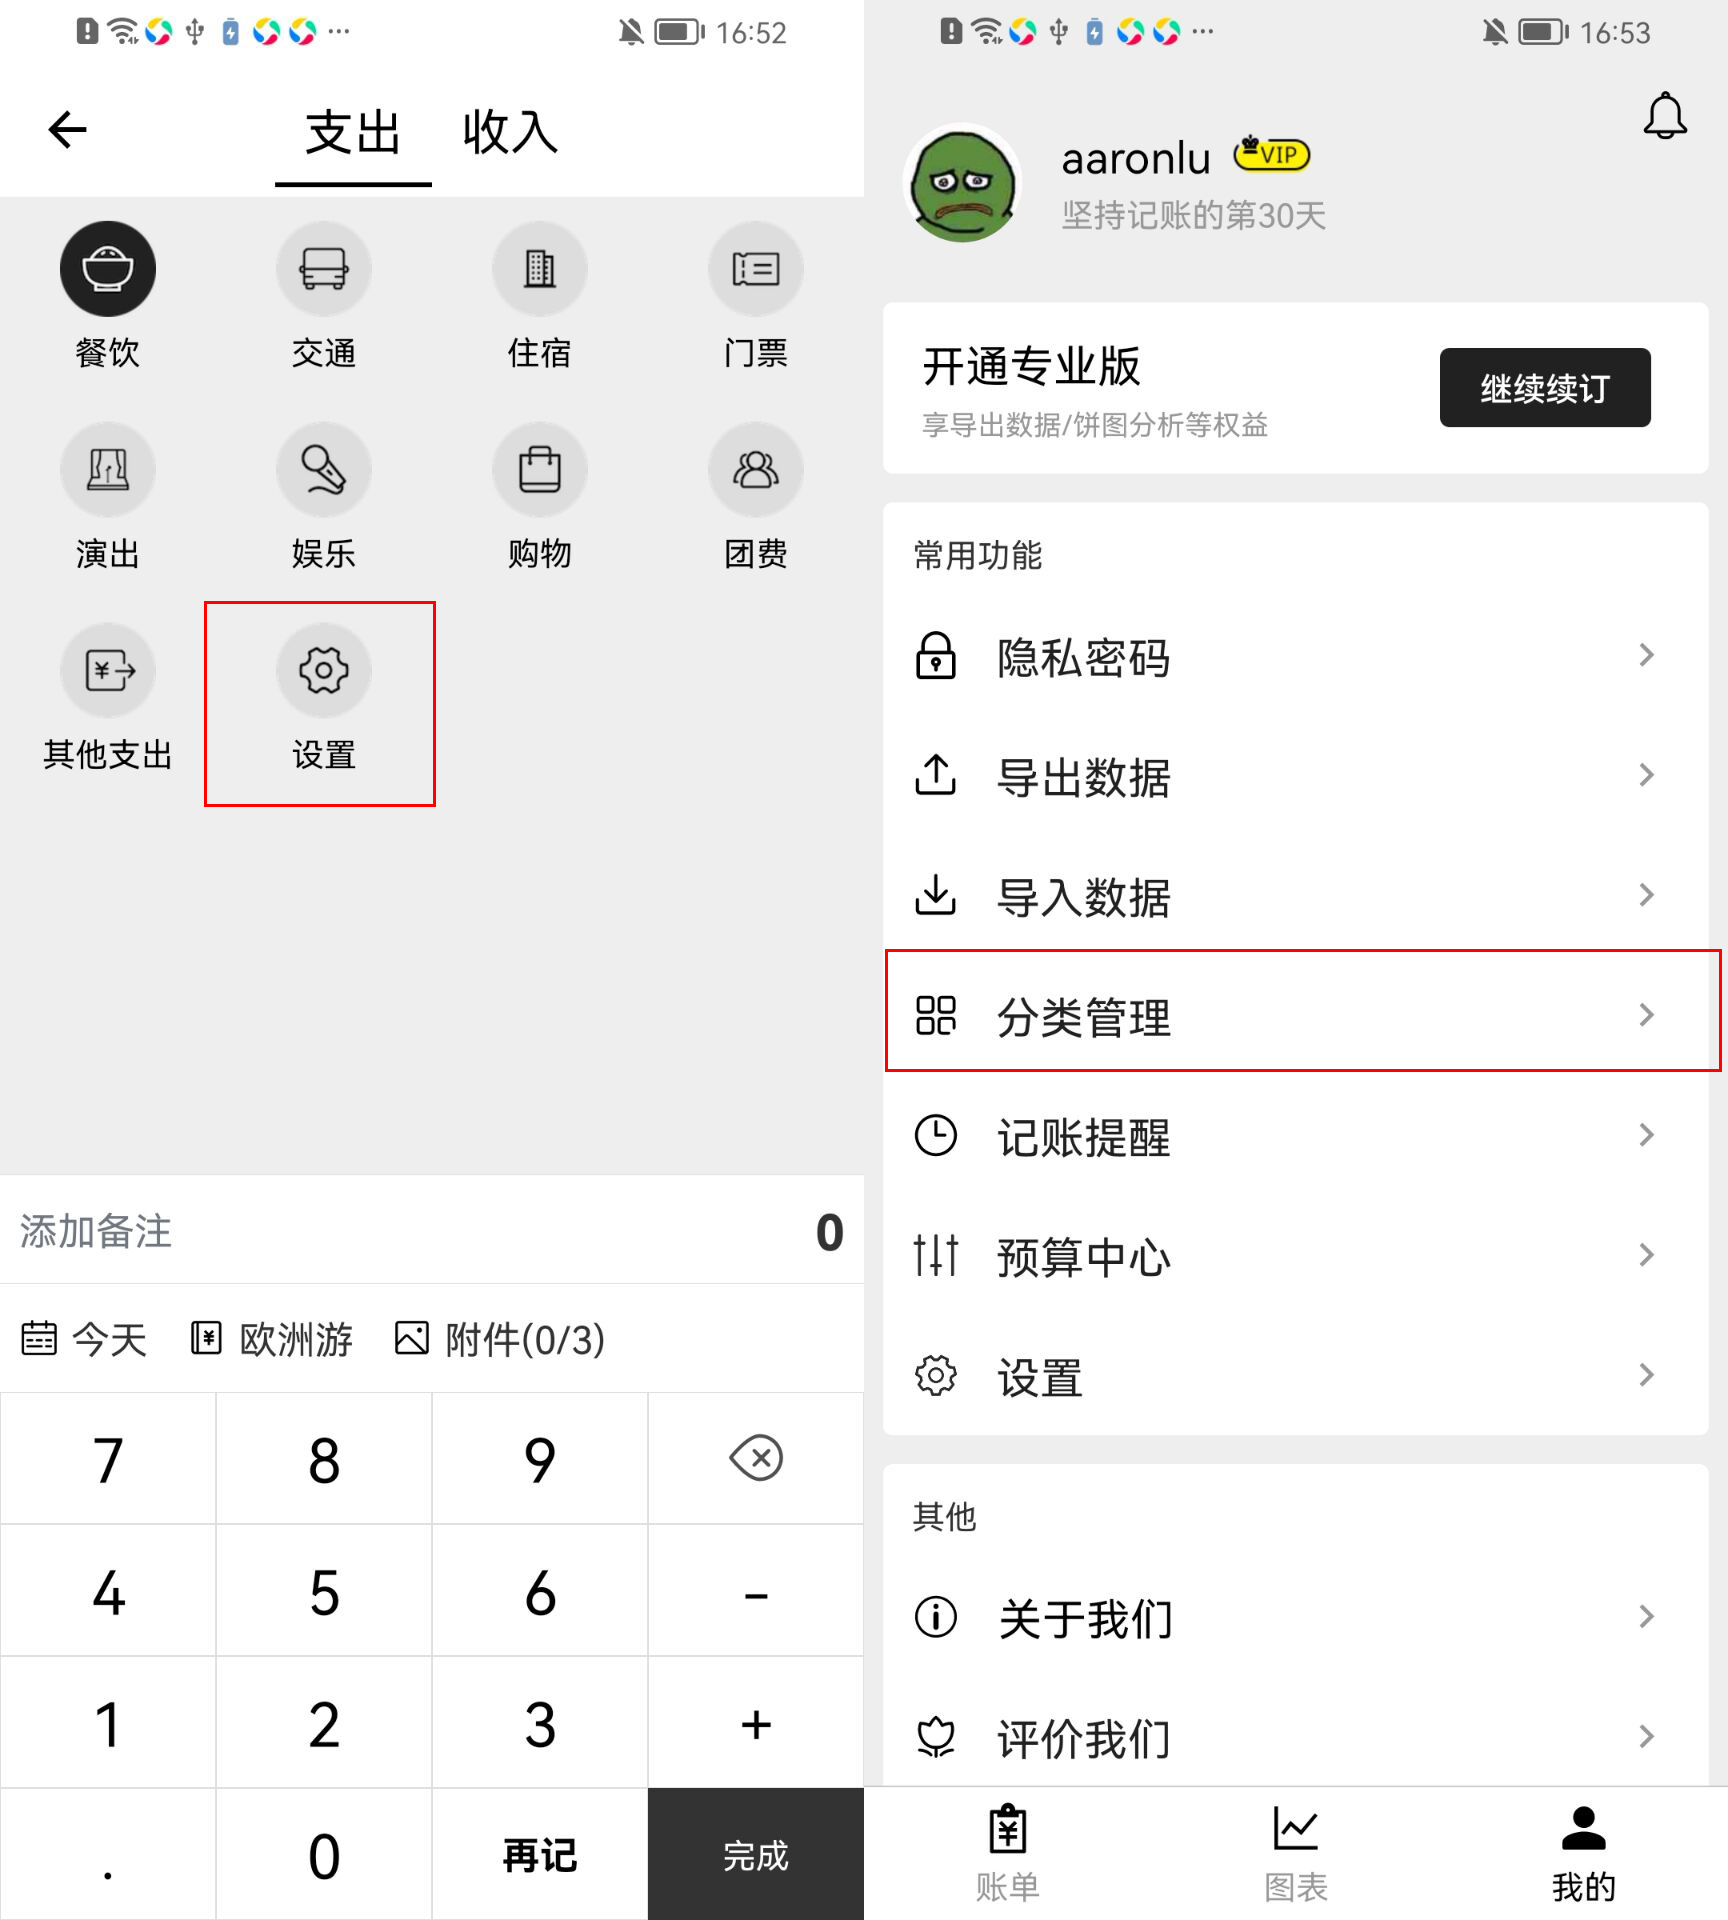 16:52
支出 收入
餐饮 交通 住宿 门票
演出 娱乐 购物 团费
其他支出 设置
添加备注 0
今天 欧洲游 附件(0/3)
7 8 9
4 5 6 -
1 2 3 +
. 0 再记 完成
16:53
aaronlu VIP
坚持记账的第30天
开通专业版
享导出数据/饼图分析等权益
继续续订
常用功能
隐私密码
导出数据
导入数据
分类管理
记账提醒
预算中心
设置
其他
关于我们
评价我们
账单 图表 我的